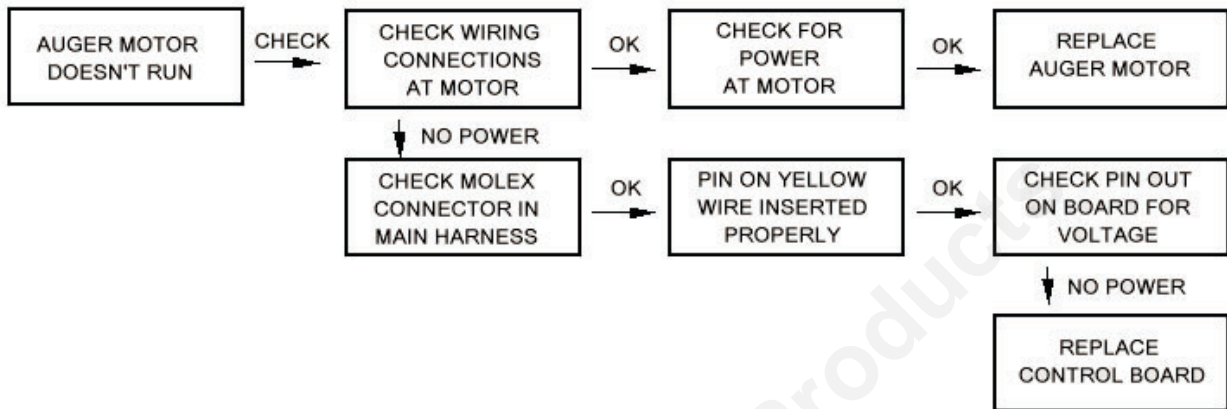 AUGER MOTOR
DOESN'T RUN
CHECK
CHECK WIRING
CONNECTIONS
AT MOTOR
OK
CHECK FOR
POWER
AT MOTOR
OK
REPLACE
AUGER MOTOR
NO POWER
CHECK MOLEX
CONNECTOR IN
MAIN HARNESS
OK
PIN ON YELLOW
WIRE INSERTED
PROPERLY
OK
CHECK PIN OUT
ON BOARD FOR
VOLTAGE
NO POWER
REPLACE
CONTROL BOARD
Products